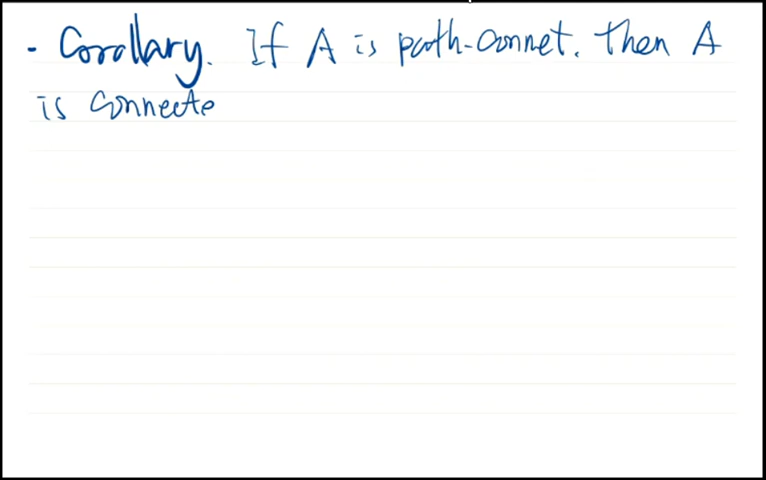 - Corollary. If A is path-connet. then A
is connecte